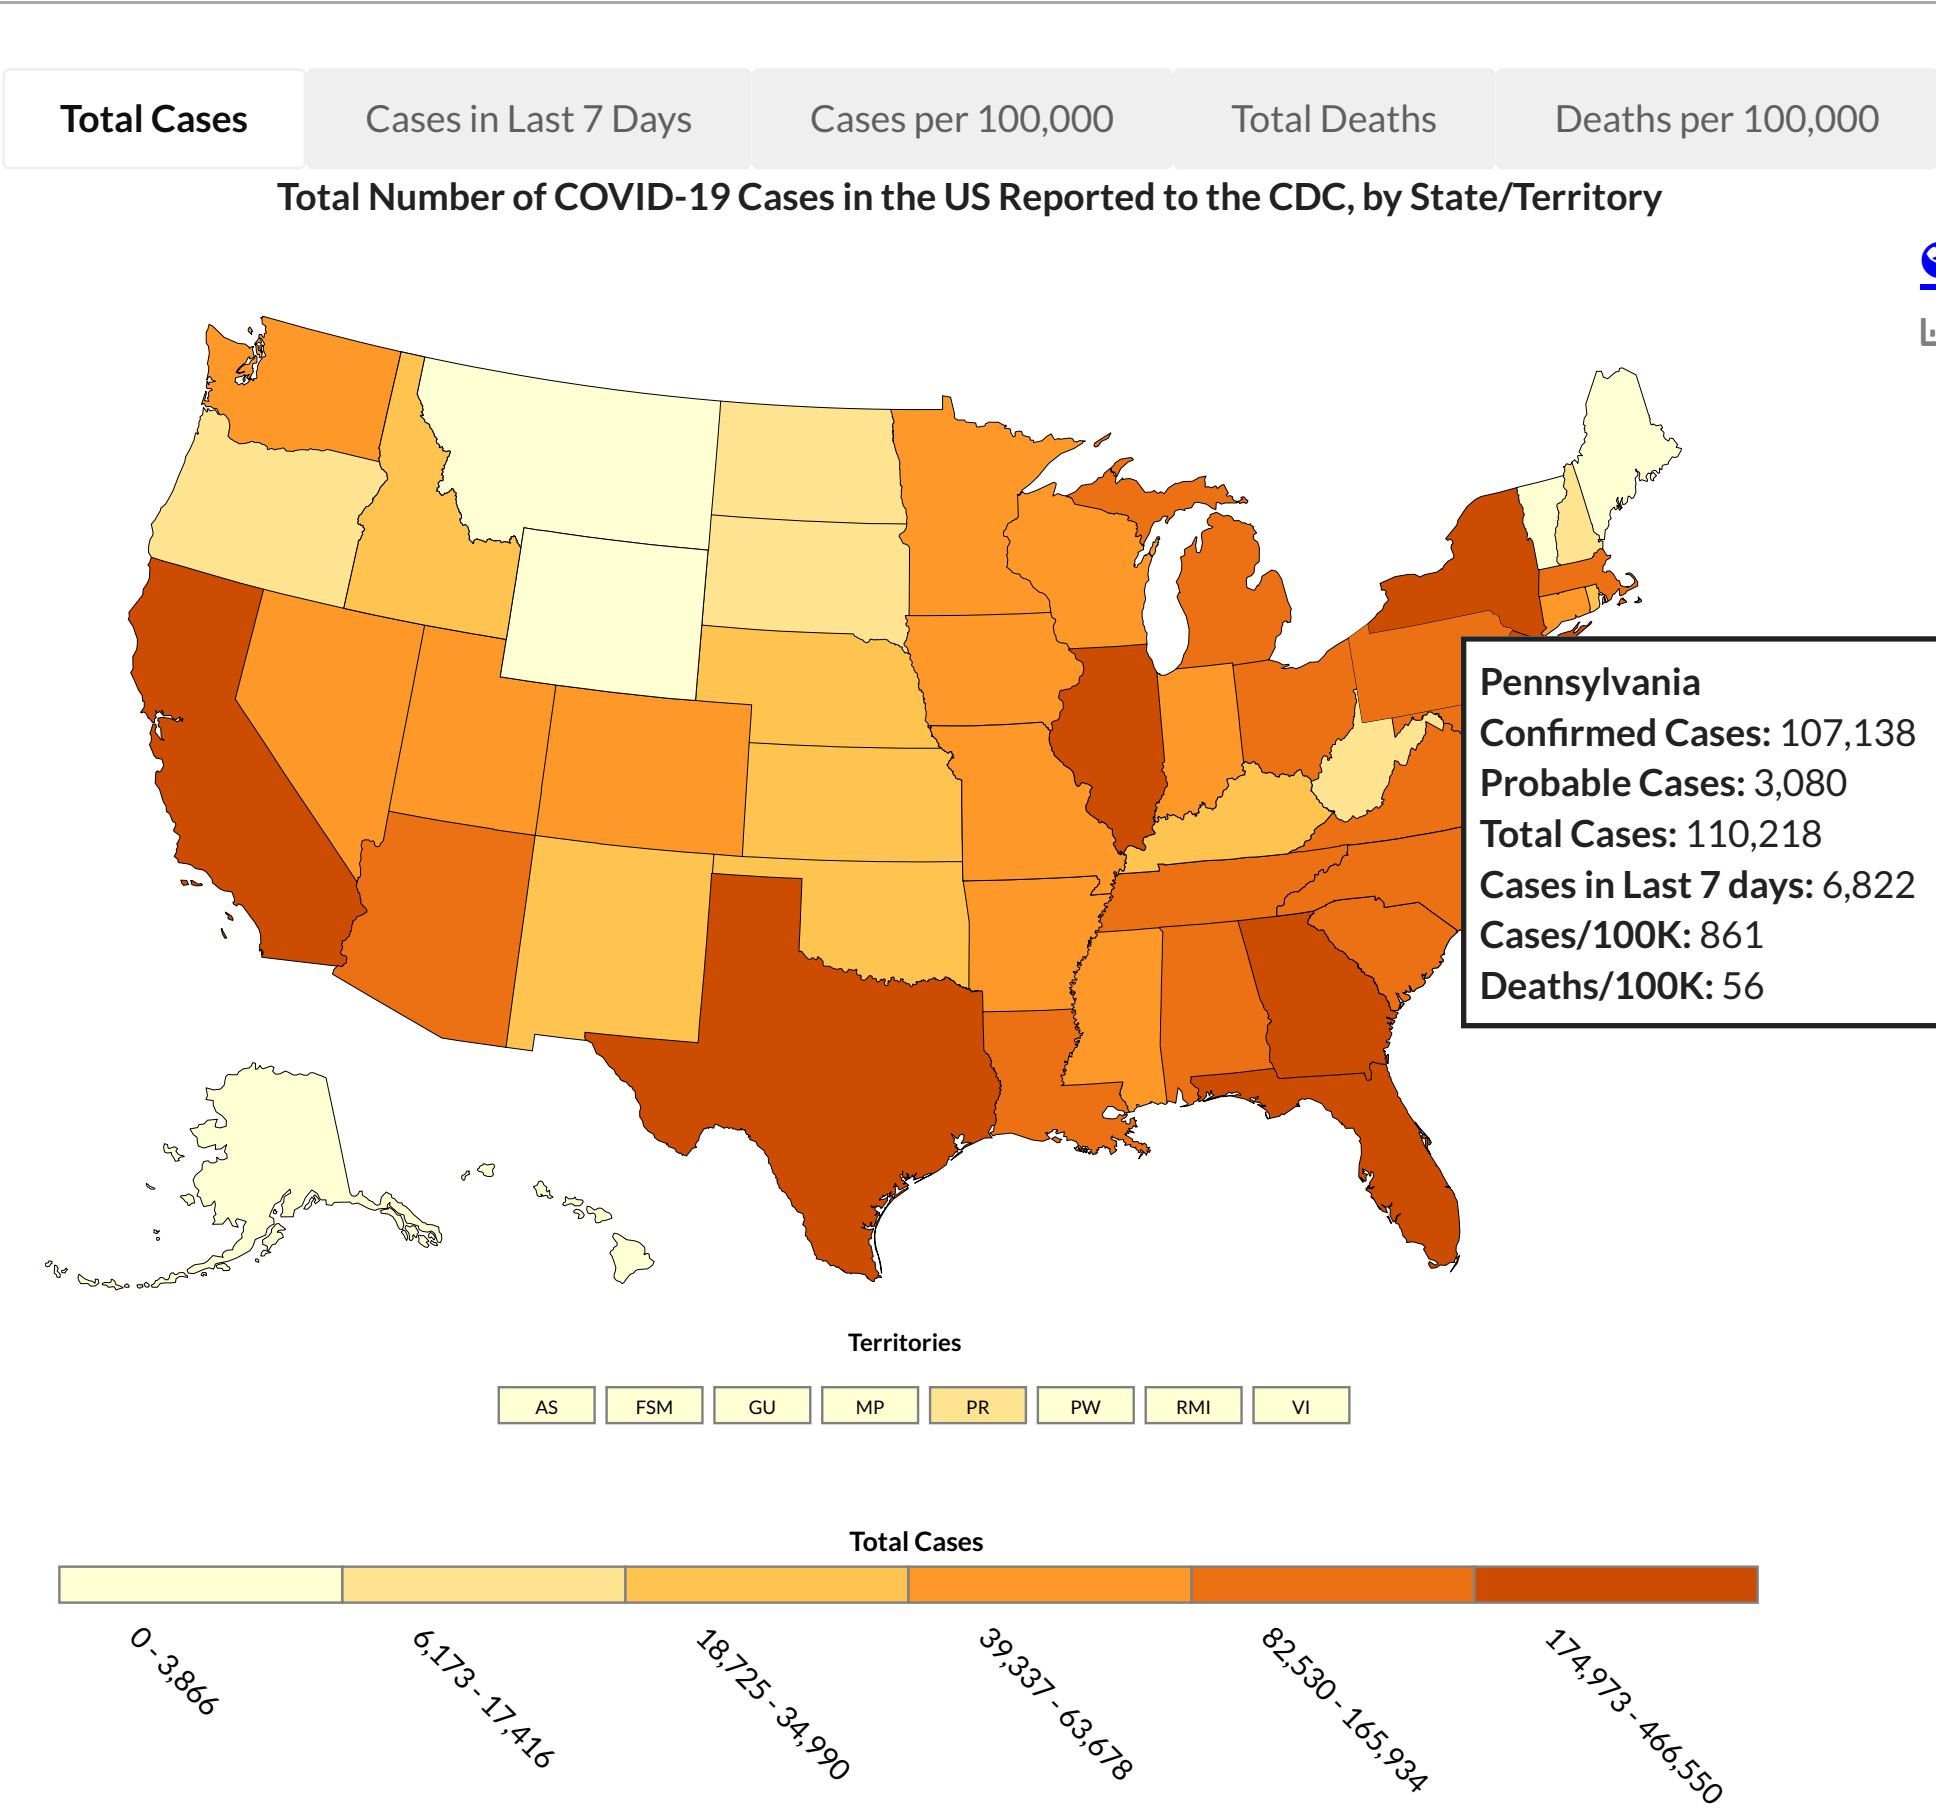 Total Cases
Cases in Last 7 Days
Cases per 100,000
Total Deaths
Deaths per 100,000
Total Number of COVID-19 Cases in the US Reported to the CDC, by State/Territory
Pennsylvania
Confirmed Cases: 107,138
Probable Cases: 3,080
Total Cases: 110,218
Cases in Last 7 days: 6,822
Cases/100K: 861
Deaths/100K: 56
Territories
AS
FSM
GU
MP
PR
PW
RMI
VI
Total Cases
0 - 3,866
6,173 - 17,416
18,725 - 34,990
39,337 - 63,678
82,530 - 165,934
174,973 - 466,550